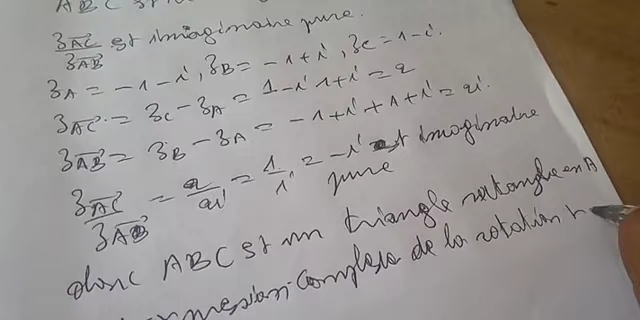 ABC
z_AC / z_AB est imaginaire pure.
z_A = -1-i, z_B = -1+i, z_C = 1-i.
z_AC = z_C - z_A = 1-i+1+i = 2
z_AB = z_B - z_A = -1+i+1+i = 2i.
z_AC / z_AB = 2/2i = 1/i = -i est imaginaire pure
donc ABC est un triangle rectangle en A
complexe de la rotation r